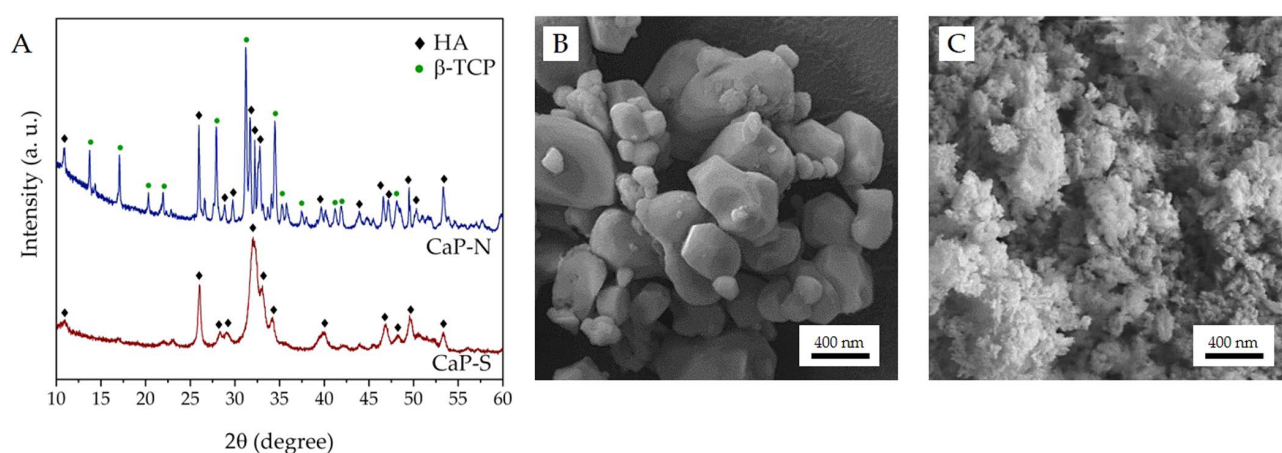 A
◆ HA
● β-TCP
Intensity (a. u.)
CaP-N
CaP-S
10 15 20 25 30 35 40 45 50 55 60
2θ (degree)
B
400 nm
C
400 nm